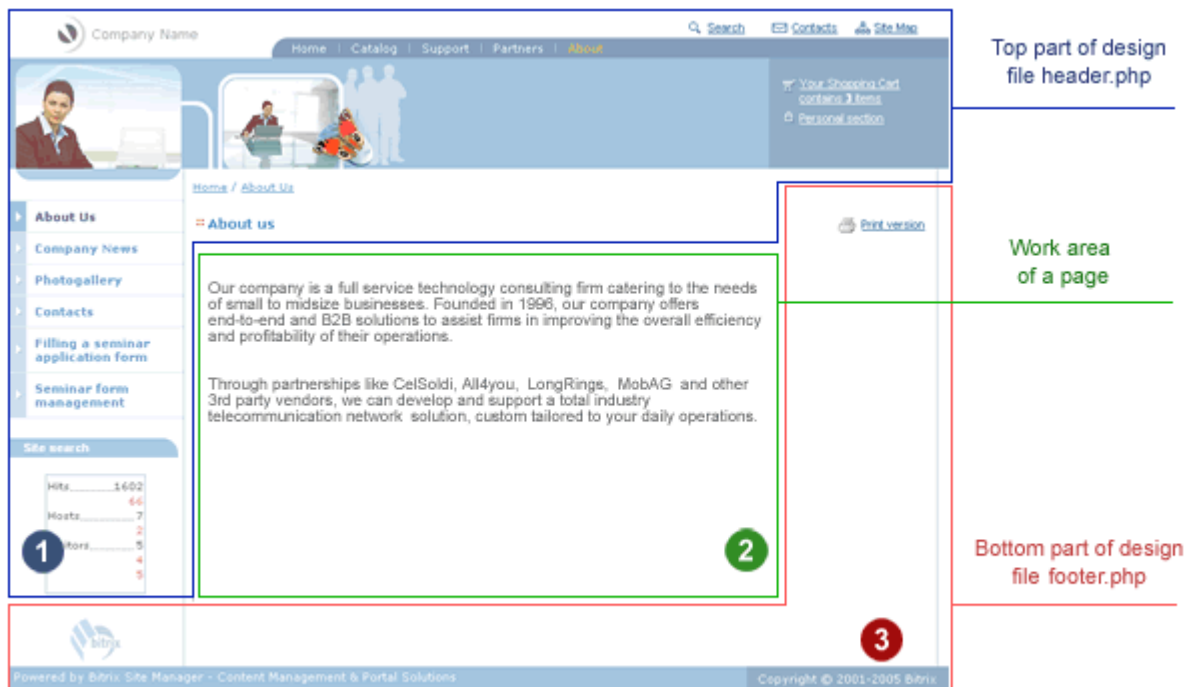 Company Name
Search Contacts Site Map
Home | Catalog | Support | Partners | About
Top part of design
file header.php
Your Shopping Cart
contains 3 items
Personal section
Home / About Us
About Us
About us
Print version
Company News
Photogallery
Contacts
Filling a seminar
application form
Seminar form
management
Work area
of a page
Our company is a full service technology consulting firm catering to the needs
of small to midsize businesses. Founded in 1996, our company offers
end-to-end and B2B solutions to assist firms in improving the overall efficiency
and profitability of their operations.
Through partnerships like CelSoldi, All4you, LongRings, MobAG and other
3rd party vendors, we can develop and support a total industry
telecommunication network solution, custom tailored to your daily operations.
Site search
Hits 1602
66
Hosts 7
2
5
4
5
1
2
Bottom part of design
file footer.php
3
bitrix
Powered by Bitrix Site Manager - Content Management & Portal Solutions
Copyright © 2001-2005 Bitrix